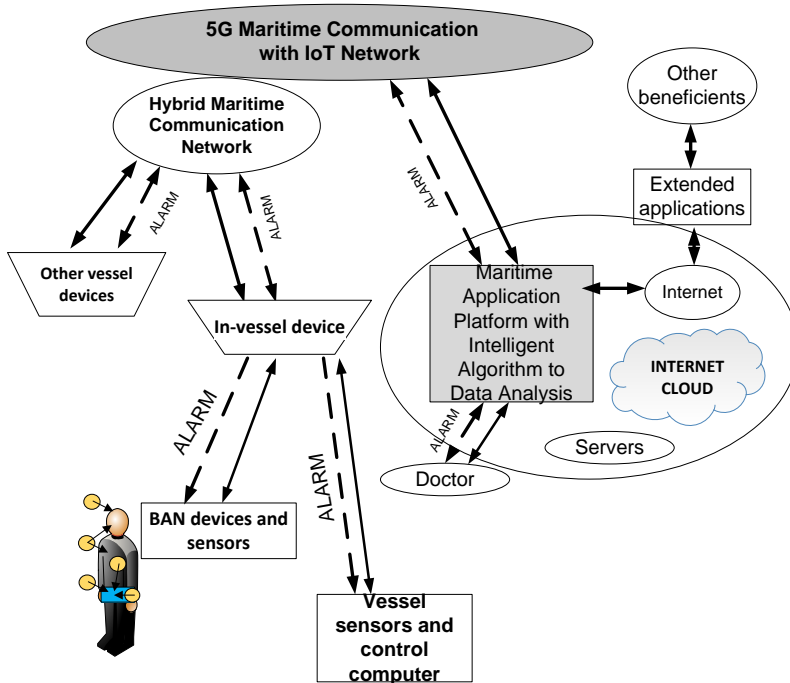 5G Maritime Communication
with IoT Network
Hybrid Maritime
Communication
Network
Other
beneficients
Extended
applications
ALARM
ALARM
ALARM
Other vessel
devices
In-vessel device
Maritime
Application
Platform with
Intelligent
Algorithm to
Data Analysis
Internet
INTERNET
CLOUD
ALARM
ALARM
ALARM
Servers
Doctor
BAN devices and
sensors
Vessel
sensors and
control
computer